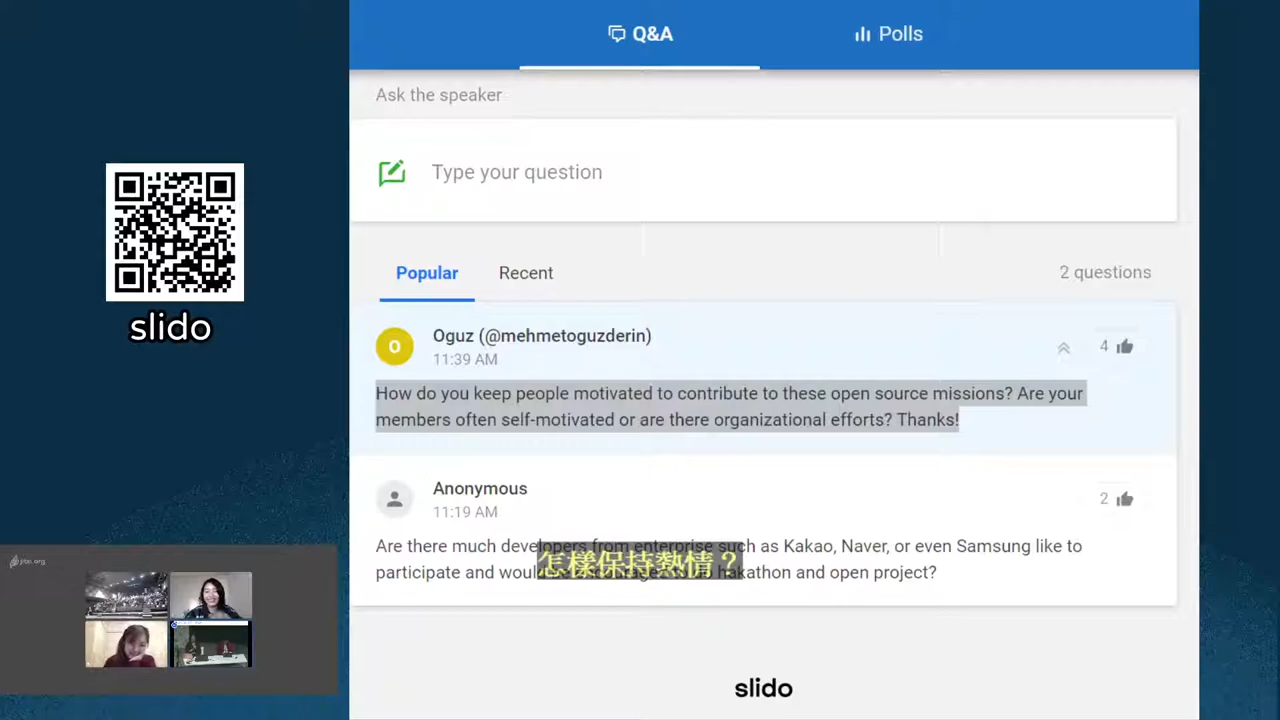 Q&A
Polls
Ask the speaker
Type your question
slido
Popular
Recent
2 questions
Oguz (@mehmetoguzderin)
11:39 AM
4
O
How do you keep people motivated to contribute to these open source missions? Are your
members often self-motivated or are there organizational efforts? Thanks!
Anonymous
11:19 AM
2
Are there much developers from enterprise such as Kakao, Naver, or even Samsung like to
怎樣保持熱情？
participate and would hakathon and open project?
jitsi.org
slido